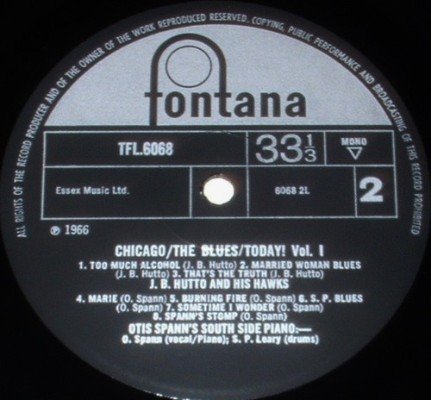 ALL RIGHTS OF THE RECORD PRODUCER AND OF THE OWNER OF THE WORK REPRODUCED RESERVED. COPYING, PUBLIC PERFORMANCE AND BROADCASTING OF THIS RECORD PROHIBITED
fontana
TFL.6068
33 1/3
MONO
Essex Music Ltd.
6068 2L
2
℗ 1966
CHICAGO/THE BLUES/TODAY! Vol. I
1. TOO MUCH ALCOHOL (J. B. Hutto) 2. MARRIED WOMAN BLUES
(J. B. Hutto) 3. THAT'S THE TRUTH (J. B. Hutto)
J. B. HUTTO AND HIS HAWKS
4. MARIE (O. Spann) 5. BURNING FIRE (O. Spann) 6. S. P. BLUES
(O. Spann) 7. SOMETIME I WONDER (O. Spann)
8. SPANN'S STOMP (O. Spann)
OTIS SPANN'S SOUTH SIDE PIANO:—
O. Spann (vocal/Piano); S. P. Leary (drums)